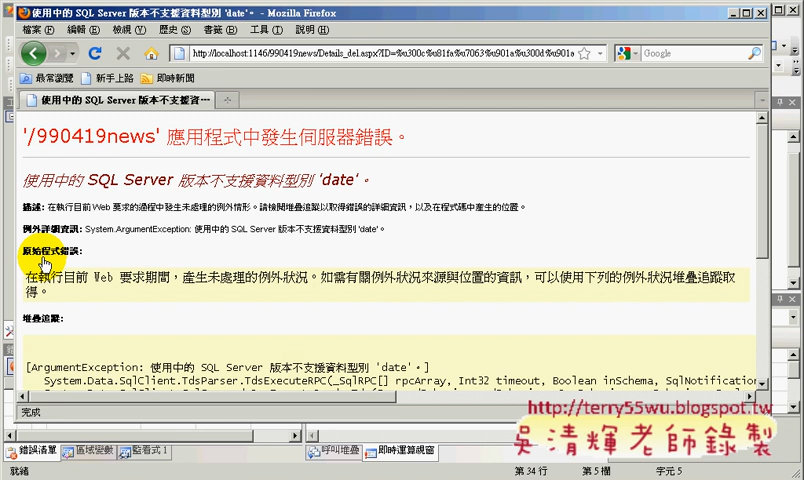 使用中的 SQL Server 版本不支援資料型別 'date'。 - Mozilla Firefox
檔案(F) 編輯(E) 檢視(V) 歷史(S) 書籤(B) 工具(T) 說明(H)
http://localhost:1146/990419news/Details_del.aspx?ID=%u300c%u81fa%u7063%u901a%u300d%u901a
Google
最常瀏覽 新手上路 即時新聞
使用中的 SQL Server 版本不支援資…
'/990419news' 應用程式中發生伺服器錯誤。
使用中的 SQL Server 版本不支援資料型別 'date'。
描述: 在執行目前 Web 要求的過程中發生未處理的例外情形。請檢閱堆疊追蹤以取得錯誤的詳細資訊，以及在程式碼中產生的位置。
例外詳細資訊: System.ArgumentException: 使用中的 SQL Server 版本不支援資料型別 'date'。
原始程式錯誤:
在執行目前 Web 要求期間，產生未處理的例外狀況。如需有關例外狀況來源與位置的資訊，可以使用下列的例外狀況堆疊追蹤取
得。
堆疊追蹤:
[ArgumentException: 使用中的 SQL Server 版本不支援資料型別 'date'。]
System.Data.SqlClient.TdsParser.TdsExecuteRPC(_SqlRPC[] rpcArray, Int32 timeout, Boolean inSchema, SqlNotification
完成
http://terry55wu.blogspot.tw
吳清輝老師錄製
錯誤清單 區域變數 監看式 1 呼叫堆疊 即時運算視窗
就緒 第 34 行 第 5 欄 字元 5